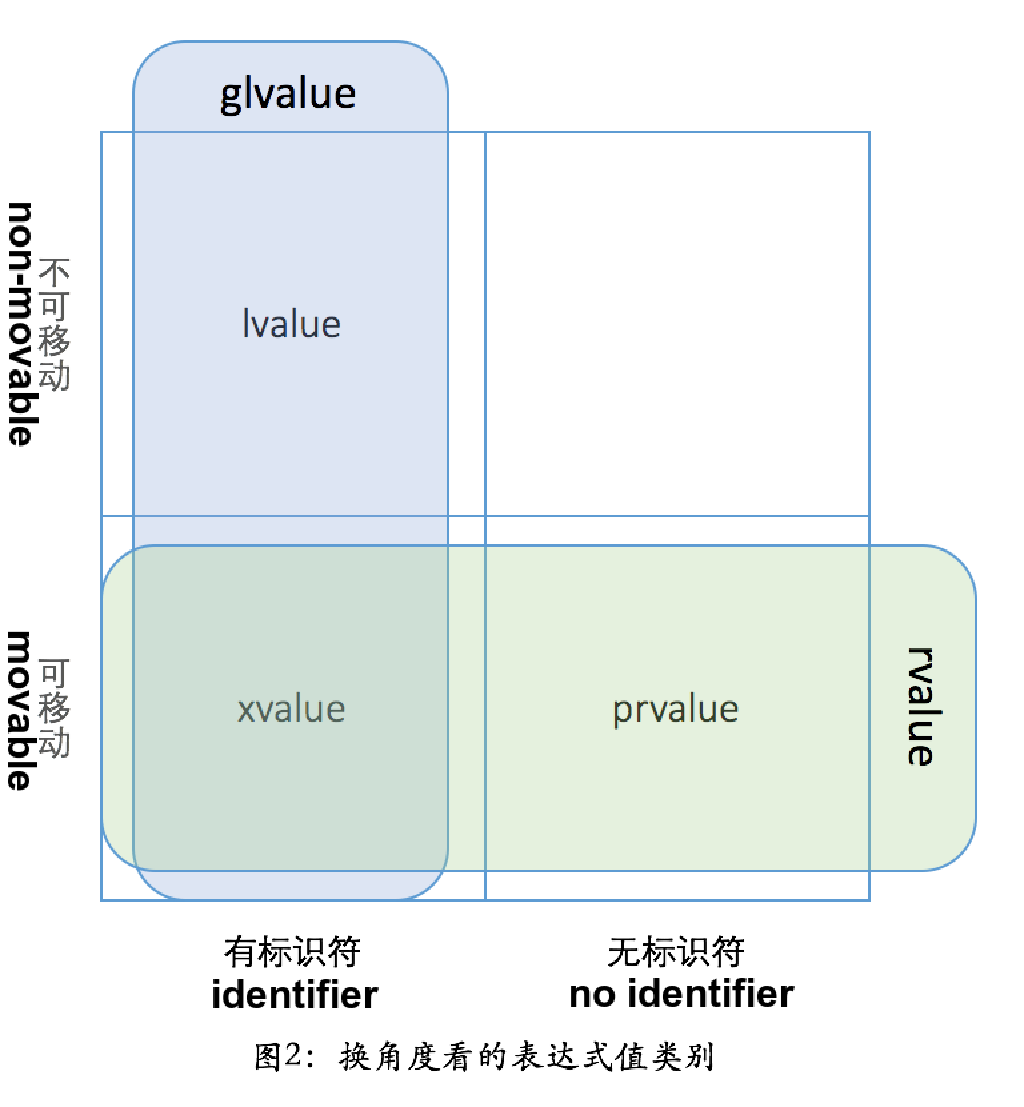 glvalue
non-movable
不可移动
lvalue
movable
可移动
xvalue
prvalue
rvalue
有标识符
identifier
无标识符
no identifier
图2：换角度看的表达式值类别